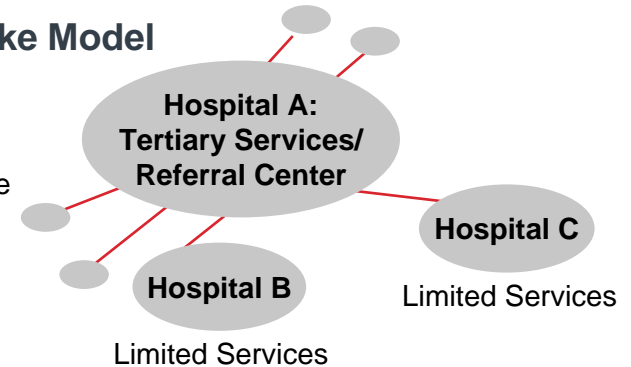 ke Model
Hospital A:
Tertiary Services/
Referral Center
e
Hospital C
Limited Services
Hospital B
Limited Services